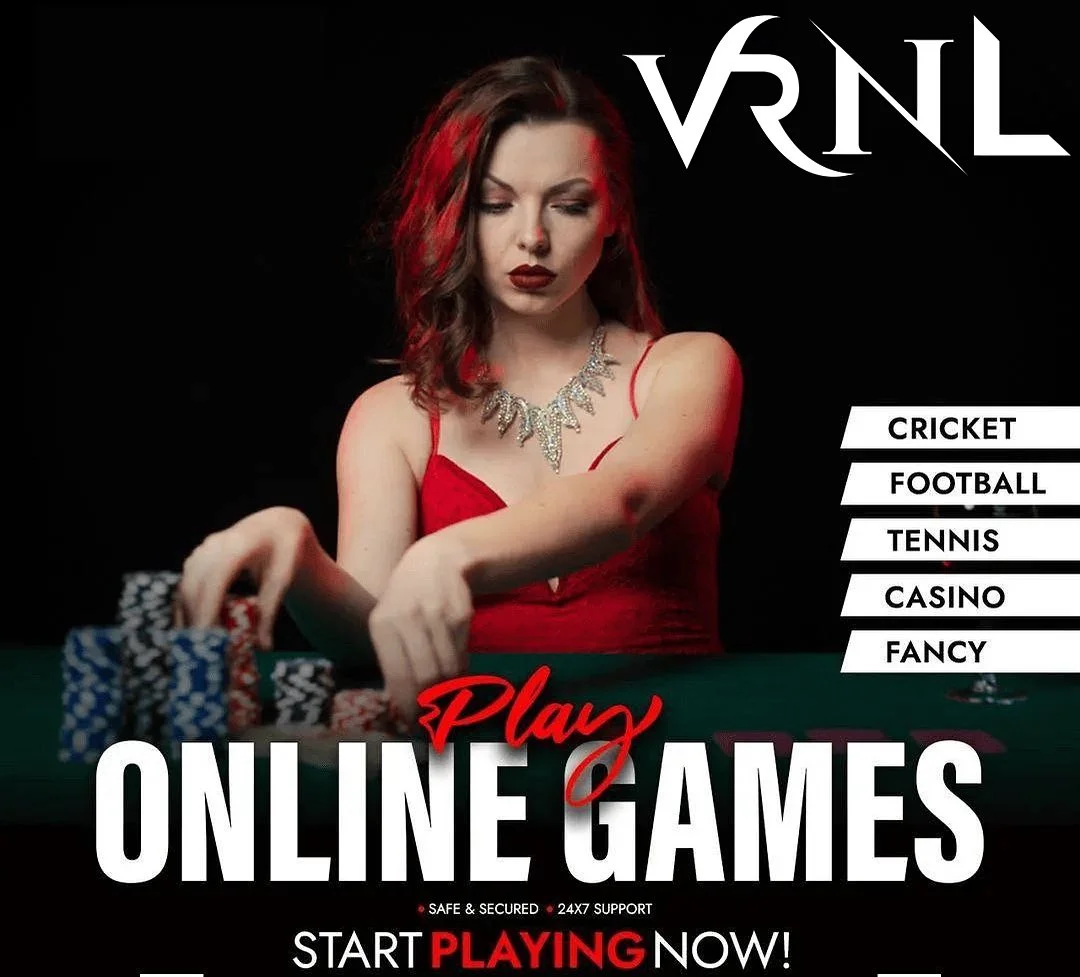 VRNL
CRICKET
FOOTBALL
TENNIS
CASINO
FANCY
Play
ONLINE GAMES
• SAFE & SECURED • 24X7 SUPPORT
START PLAYING NOW!